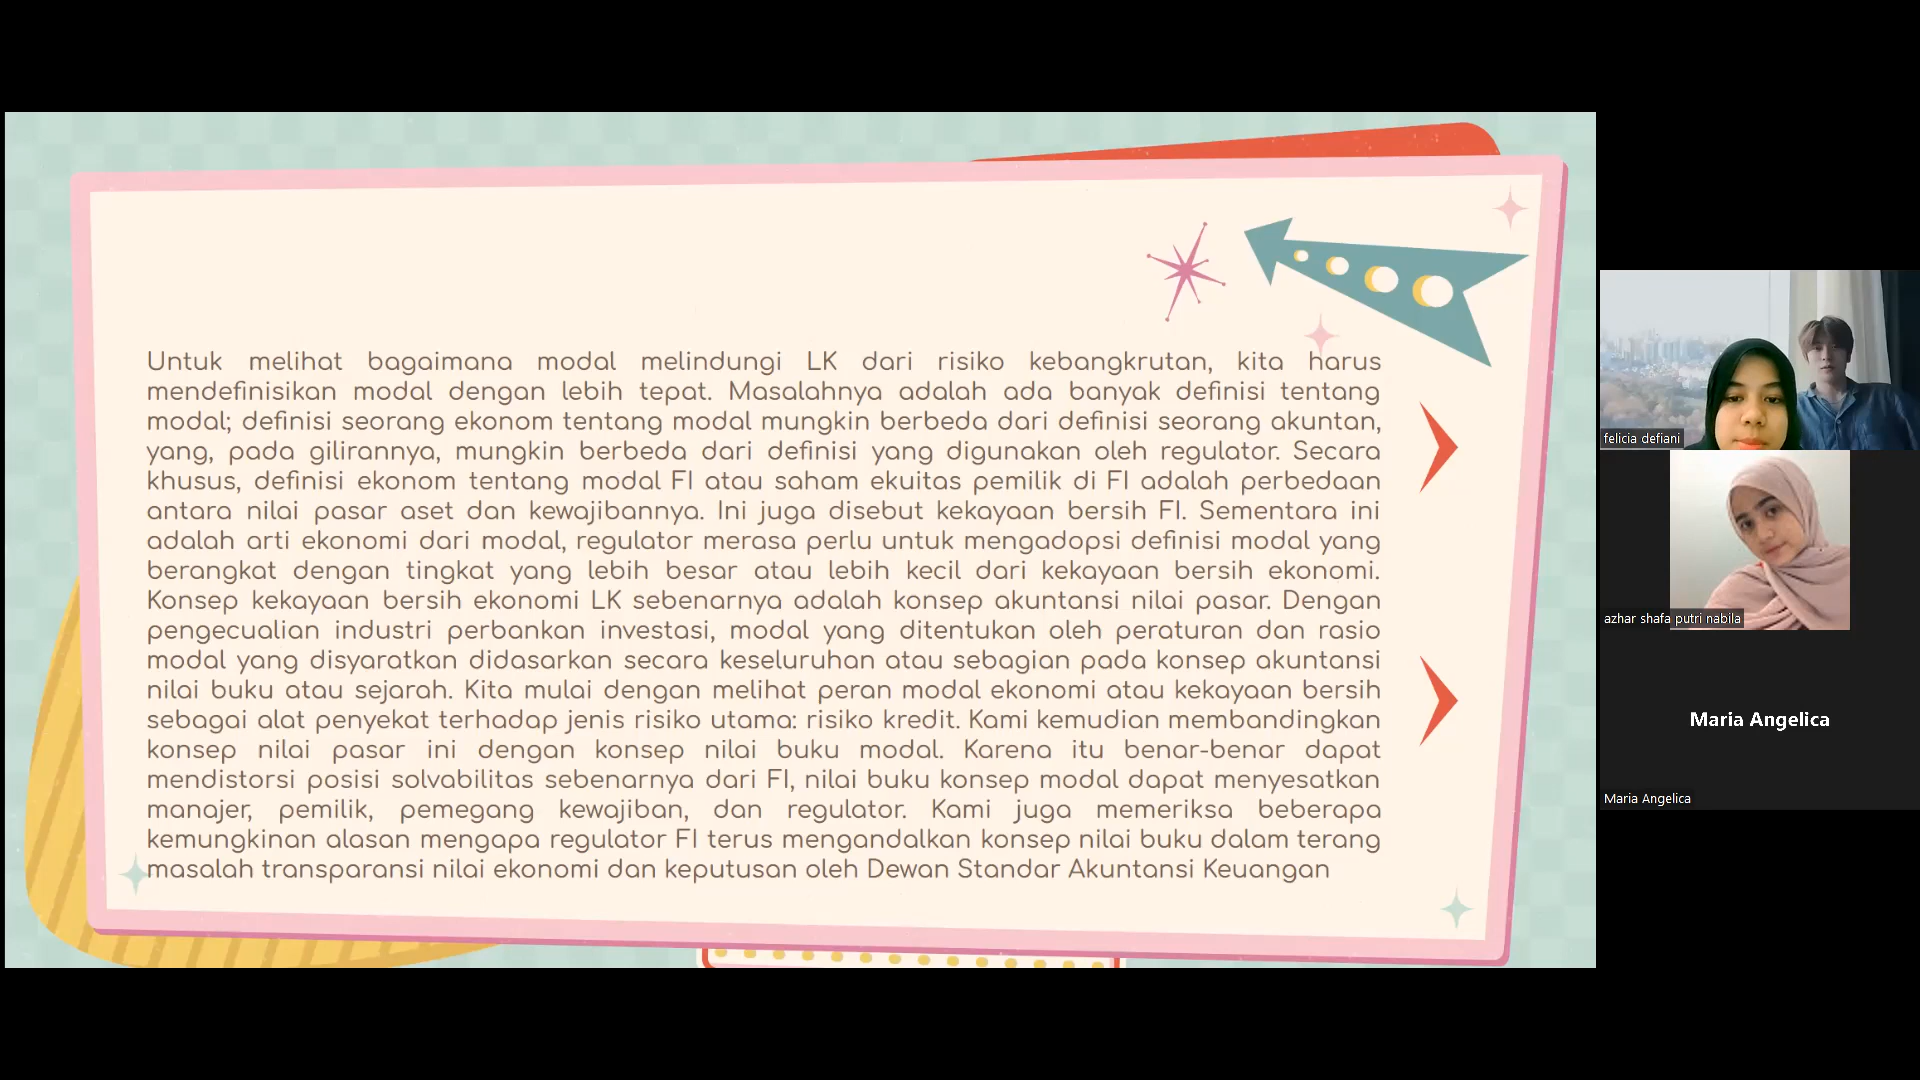 Untuk melihat bagaimana modal melindungi LK dari risiko kebangkrutan, kita harus
mendefinisikan modal dengan lebih tepat. Masalahnya adalah ada banyak definisi tentang
modal; definisi seorang ekonom tentang modal mungkin berbeda dari definisi seorang akuntan,
yang, pada gilirannya, mungkin berbeda dari definisi yang digunakan oleh regulator. Secara
khusus, definisi ekonom tentang modal FI atau saham ekuitas pemilik di FI adalah perbedaan
antara nilai pasar aset dan kewajibannya. Ini juga disebut kekayaan bersih FI. Sementara ini
adalah arti ekonomi dari modal, regulator merasa perlu untuk mengadopsi definisi modal yang
berangkat dengan tingkat yang lebih besar atau lebih kecil dari kekayaan bersih ekonomi.
Konsep kekayaan bersih ekonomi LK sebenarnya adalah konsep akuntansi nilai pasar. Dengan
pengecualian industri perbankan investasi, modal yang ditentukan oleh peraturan dan rasio
modal yang disyaratkan didasarkan secara keseluruhan atau sebagian pada konsep akuntansi
nilai buku atau sejarah. Kita mulai dengan melihat peran modal ekonomi atau kekayaan bersih
sebagai alat penyekat terhadap jenis risiko utama: risiko kredit. Kami kemudian membandingkan
konsep nilai pasar ini dengan konsep nilai buku modal. Karena itu benar-benar dapat
mendistorsi posisi solvabilitas sebenarnya dari FI, nilai buku konsep modal dapat menyesatkan
manajer, pemilik, pemegang kewajiban, dan regulator. Kami juga memeriksa beberapa
kemungkinan alasan mengapa regulator FI terus mengandalkan konsep nilai buku dalam terang
masalah transparansi nilai ekonomi dan keputusan oleh Dewan Standar Akuntansi Keuangan
felicia defiani
azhar shafa putri nabila
Maria Angelica
Maria Angelica